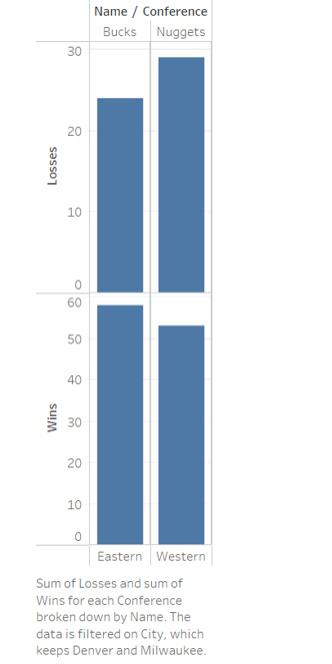 Name / Conference
Bucks Nuggets
30
20
10
0
Losses
60
50
40
30
20
10
0
Wins
Eastern Western
Sum of Losses and sum of
Wins for each Conference
broken down by Name. The
data is filtered on City, which
keeps Denver and Milwaukee.